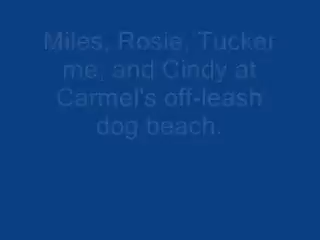 Miles, Rosie, Tucker
me, and Cindy at
Carmel's off-leash
dog beach.